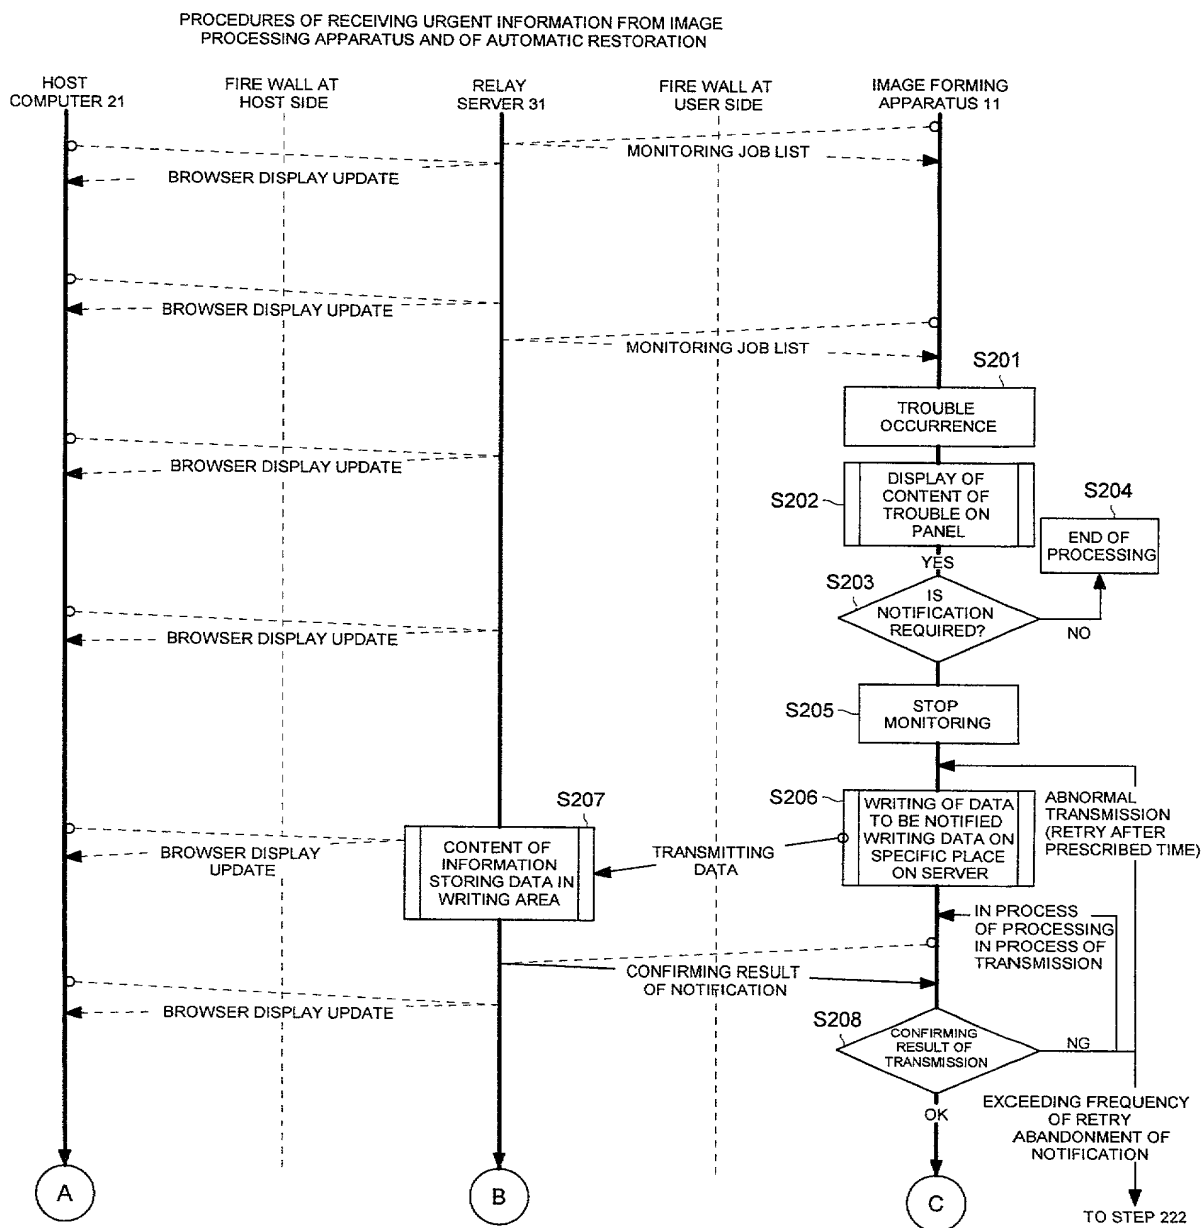 PROCEDURES OF RECEIVING URGENT INFORMATION FROM IMAGE
PROCESSING APPARATUS AND OF AUTOMATIC RESTORATION
HOST
COMPUTER 21
FIRE WALL AT
HOST SIDE
RELAY
SERVER 31
FIRE WALL AT
USER SIDE
IMAGE FORMING
APPARATUS 11
MONITORING JOB LIST
BROWSER DISPLAY UPDATE
BROWSER DISPLAY UPDATE
MONITORING JOB LIST
S201
TROUBLE
OCCURRENCE
BROWSER DISPLAY UPDATE
S202
DISPLAY OF
CONTENT OF
TROUBLE ON
PANEL
S204
END OF
PROCESSING
YES
S203
IS
NOTIFICATION
REQUIRED?
NO
BROWSER DISPLAY UPDATE
S205
STOP
MONITORING
S206
WRITING OF DATA
TO BE NOTIFIED
WRITING DATA ON
SPECIFIC PLACE
ON SERVER
ABNORMAL
TRANSMISSION
(RETRY AFTER
PRESCRIBED TIME)
S207
CONTENT OF
INFORMATION
STORING DATA IN
WRITING AREA
TRANSMITTING
DATA
BROWSER DISPLAY
UPDATE
IN PROCESS
OF PROCESSING
IN PROCESS OF
TRANSMISSION
CONFIRMING RESULT
OF NOTIFICATION
BROWSER DISPLAY UPDATE
S208
CONFIRMING
RESULT OF
TRANSMISSION
NG
OK
EXCEEDING FREQUENCY
OF RETRY
ABANDONMENT OF
NOTIFICATION
A
B
C
TO STEP 222